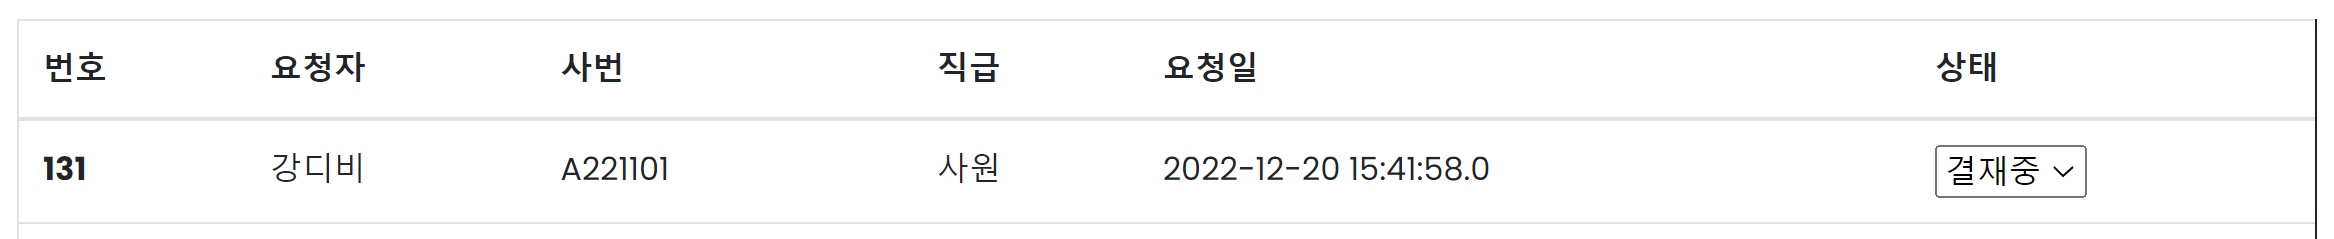 번호 요청자 사번 직급 요청일 상태
131 강디비 A221101 사원 2022-12-20 15:41:58.0 결재중